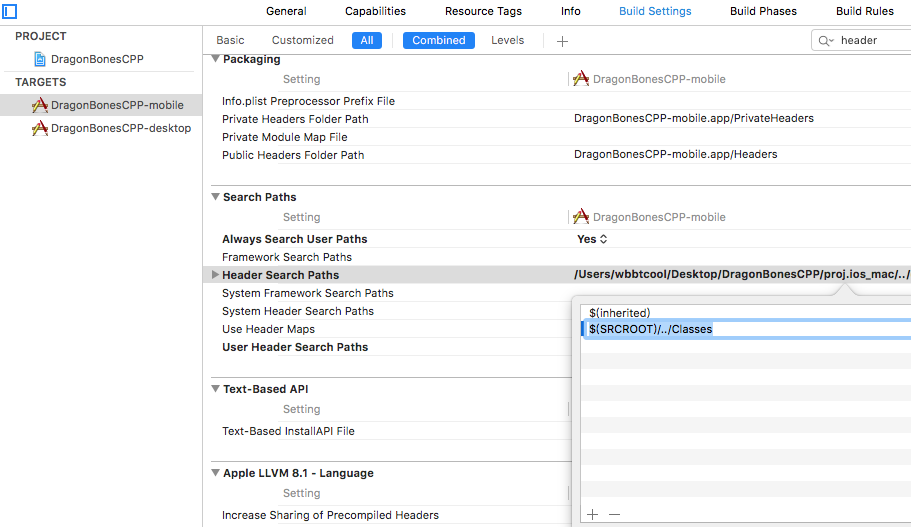 General Capabilities Resource Tags Info Build Settings Build Phases Build Rules
PROJECT
DragonBonesCPP
TARGETS
DragonBonesCPP-mobile
DragonBonesCPP-desktop
Basic Customized All Combined Levels + header
Packaging
Setting DragonBonesCPP-mobile
Info.plist Preprocessor Prefix File
Private Headers Folder Path DragonBonesCPP-mobile.app/PrivateHeaders
Private Module Map File
Public Headers Folder Path DragonBonesCPP-mobile.app/Headers
Search Paths
Setting DragonBonesCPP-mobile
Always Search User Paths Yes
Framework Search Paths
Header Search Paths /Users/wbbtcool/Desktop/DragonBonesCPP/proj.ios_mac/../
System Framework Search Paths
System Header Search Paths
Use Header Maps
User Header Search Paths
$(inherited)
$(SRCROOT)/../Classes
Text-Based API
Setting
Text-Based InstallAPI File
Apple LLVM 8.1 - Language
Setting
Increase Sharing of Precompiled Headers
+ −